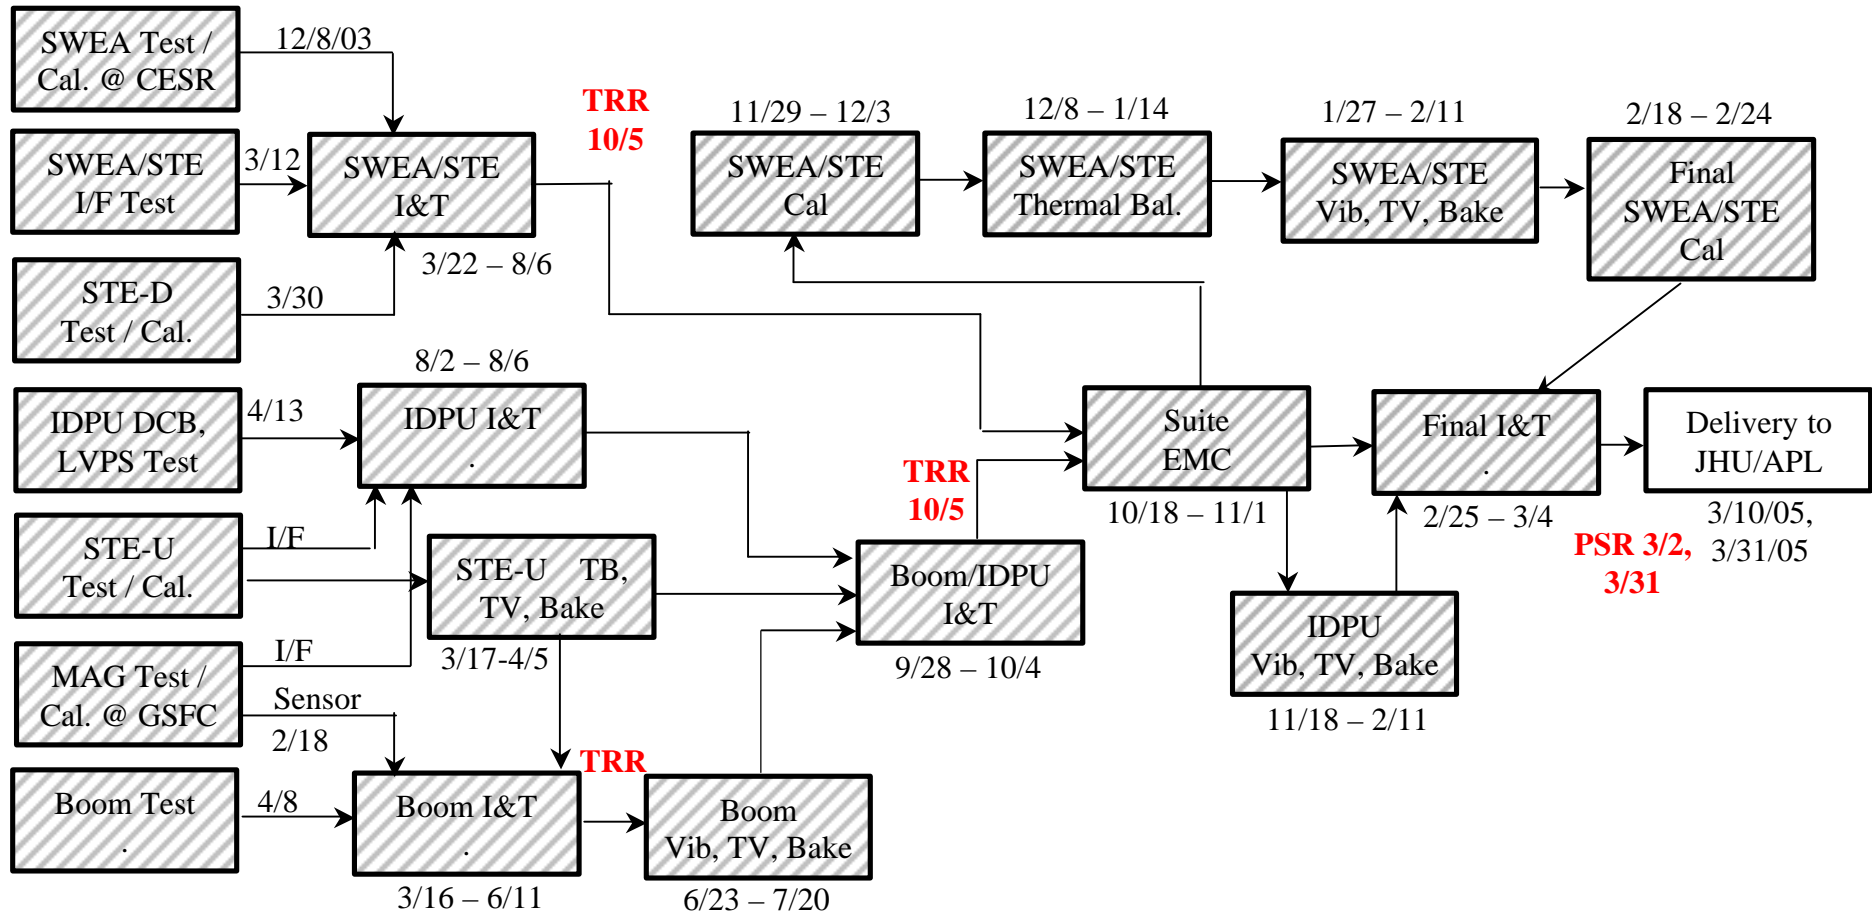 SWEA Test /
Cal. @ CESR
12/8/03
SWEA/STE
I/F Test
3/12
STE-D
Test / Cal.
3/30
SWEA/STE
I&T
3/22 – 8/6
TRR
10/5
11/29 – 12/3
SWEA/STE
Cal
12/8 – 1/14
SWEA/STE
Thermal Bal.
1/27 – 2/11
SWEA/STE
Vib, TV, Bake
2/18 – 2/24
Final
SWEA/STE
Cal
IDPU DCB,
LVPS Test
4/13
8/2 – 8/6
IDPU I&T
.
STE-U
Test / Cal.
I/F
STE-U TB,
TV, Bake
3/17-4/5
MAG Test /
Cal. @ GSFC
I/F
Sensor
2/18
Boom Test
.
4/8
Boom I&T
.
3/16 – 6/11
TRR
Boom
Vib, TV, Bake
6/23 – 7/20
Boom/IDPU
I&T
9/28 – 10/4
TRR
10/5
Suite
EMC
10/18 – 11/1
IDPU
Vib, TV, Bake
11/18 – 2/11
Final I&T
.
2/25 – 3/4
PSR 3/2,
3/31
Delivery to
JHU/APL
3/10/05,
3/31/05